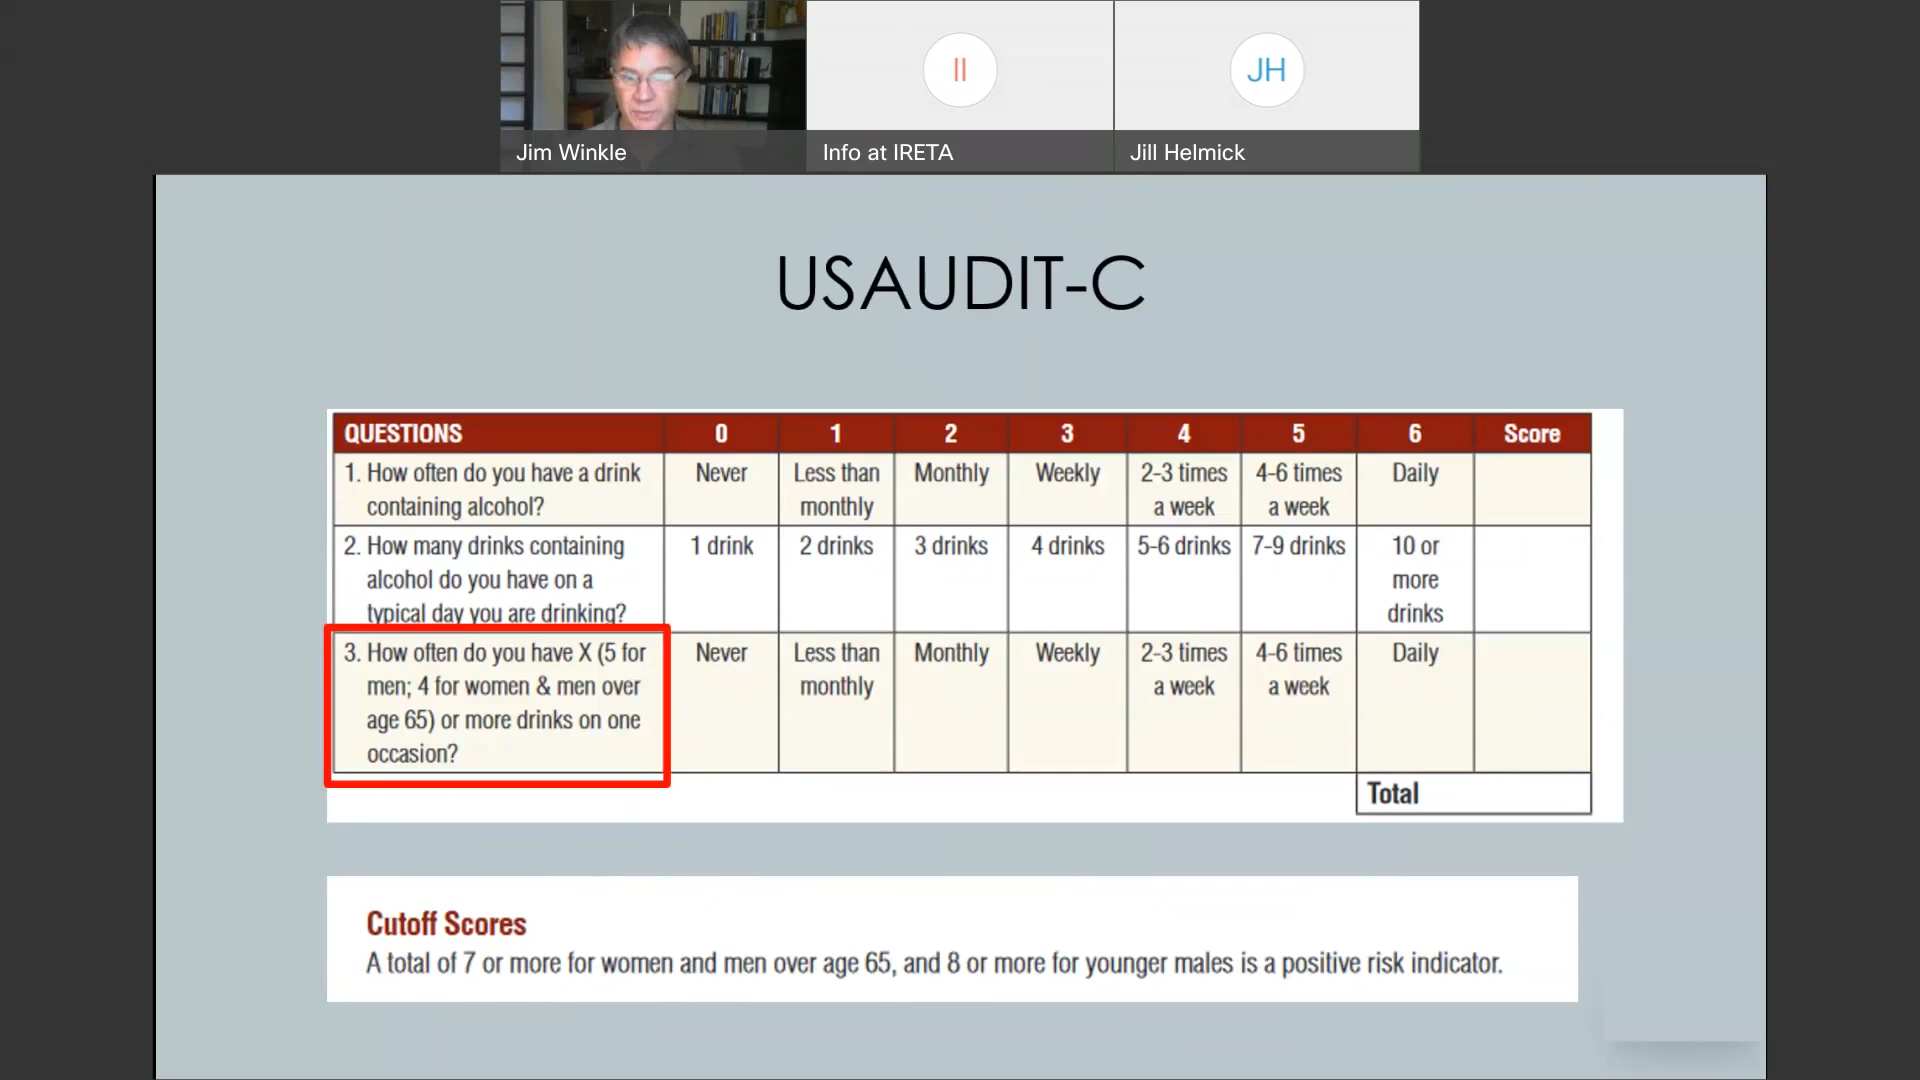 II
JH
Jim Winkle
Info at IRETA
Jill Helmick
USAUDIT-C
QUESTIONS 0 1 2 3 4 5 6 Score
1. How often do you have a drink
containing alcohol?
Never
Less than
monthly
Monthly
Weekly
2-3 times
a week
4-6 times
a week
Daily
2. How many drinks containing
alcohol do you have on a
typical day you are drinking?
1 drink
2 drinks
3 drinks
4 drinks
5-6 drinks
7-9 drinks
10 or
more
drinks
3. How often do you have X (5 for
men; 4 for women & men over
age 65) or more drinks on one
occasion?
Never
Less than
monthly
Monthly
Weekly
2-3 times
a week
4-6 times
a week
Daily
Total
Cutoff Scores
A total of 7 or more for women and men over age 65, and 8 or more for younger males is a positive risk indicator.